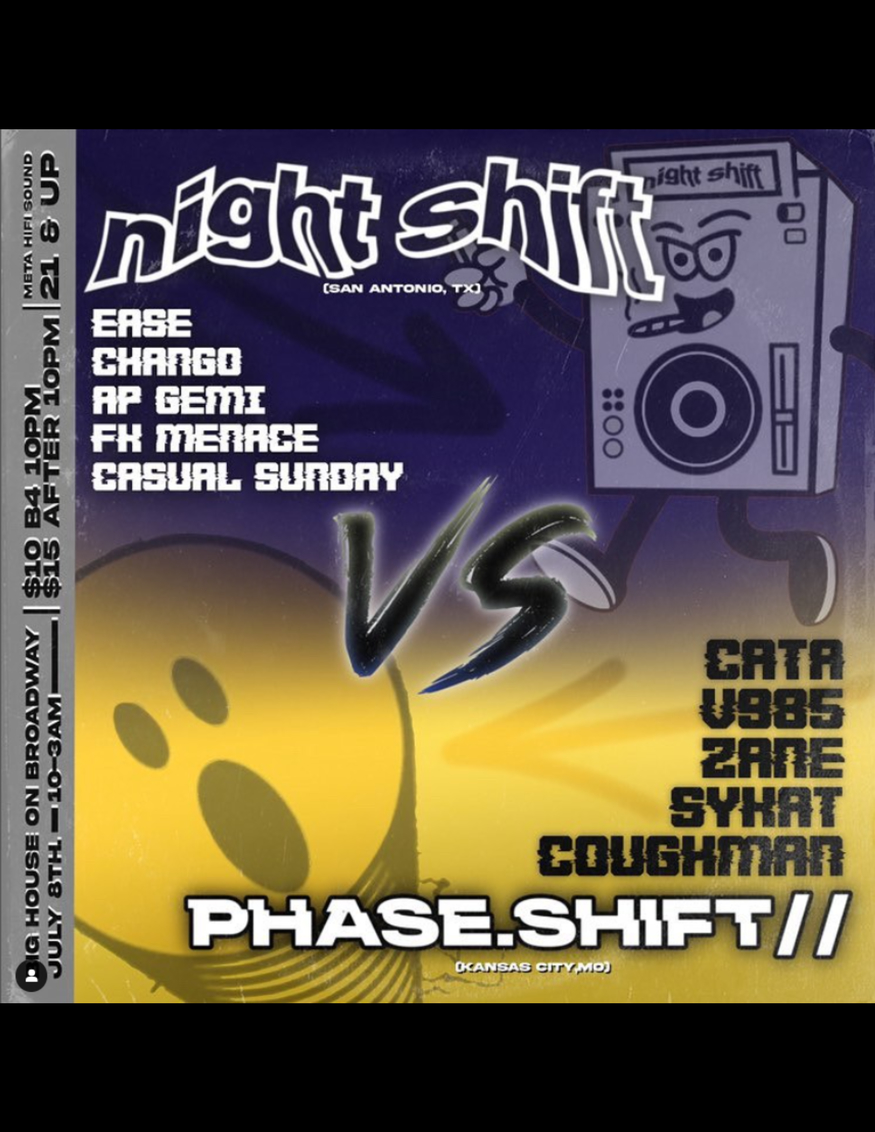 META HIFI SOUND
21 & UP
$10 B4 10PM
$15 AFTER 10PM
HOUSE ON BROADWAY
JULY 8TH. — 10-3AM
night shift
night shift
(SAN ANTONIO, TX)
EASE
CHANGO
AP GEMI
FX MENACE
CASUAL SUNDAY
VS
CATA
V985
ZANE
SYKAT
COUGHMAN
PHASE.SHIFT//
(KANSAS CITY,MO)